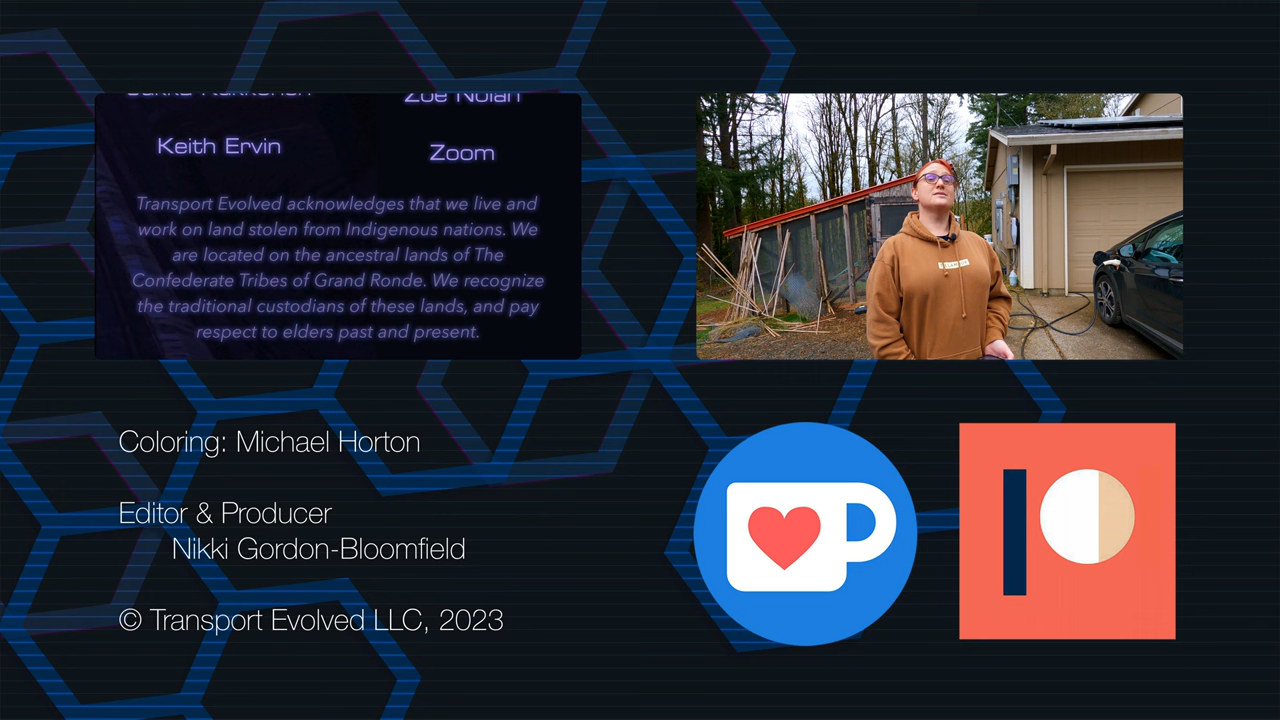 Zoe Nolan
Keith Ervin
Zoom
Transport Evolved acknowledges that we live and
work on land stolen from Indigenous nations. We
are located on the ancestral lands of The
Confederate Tribes of Grand Ronde. We recognize
the traditional custodians of these lands, and pay
respect to elders past and present.
Coloring: Michael Horton
Editor & Producer
Nikki Gordon-Bloomfield
© Transport Evolved LLC, 2023